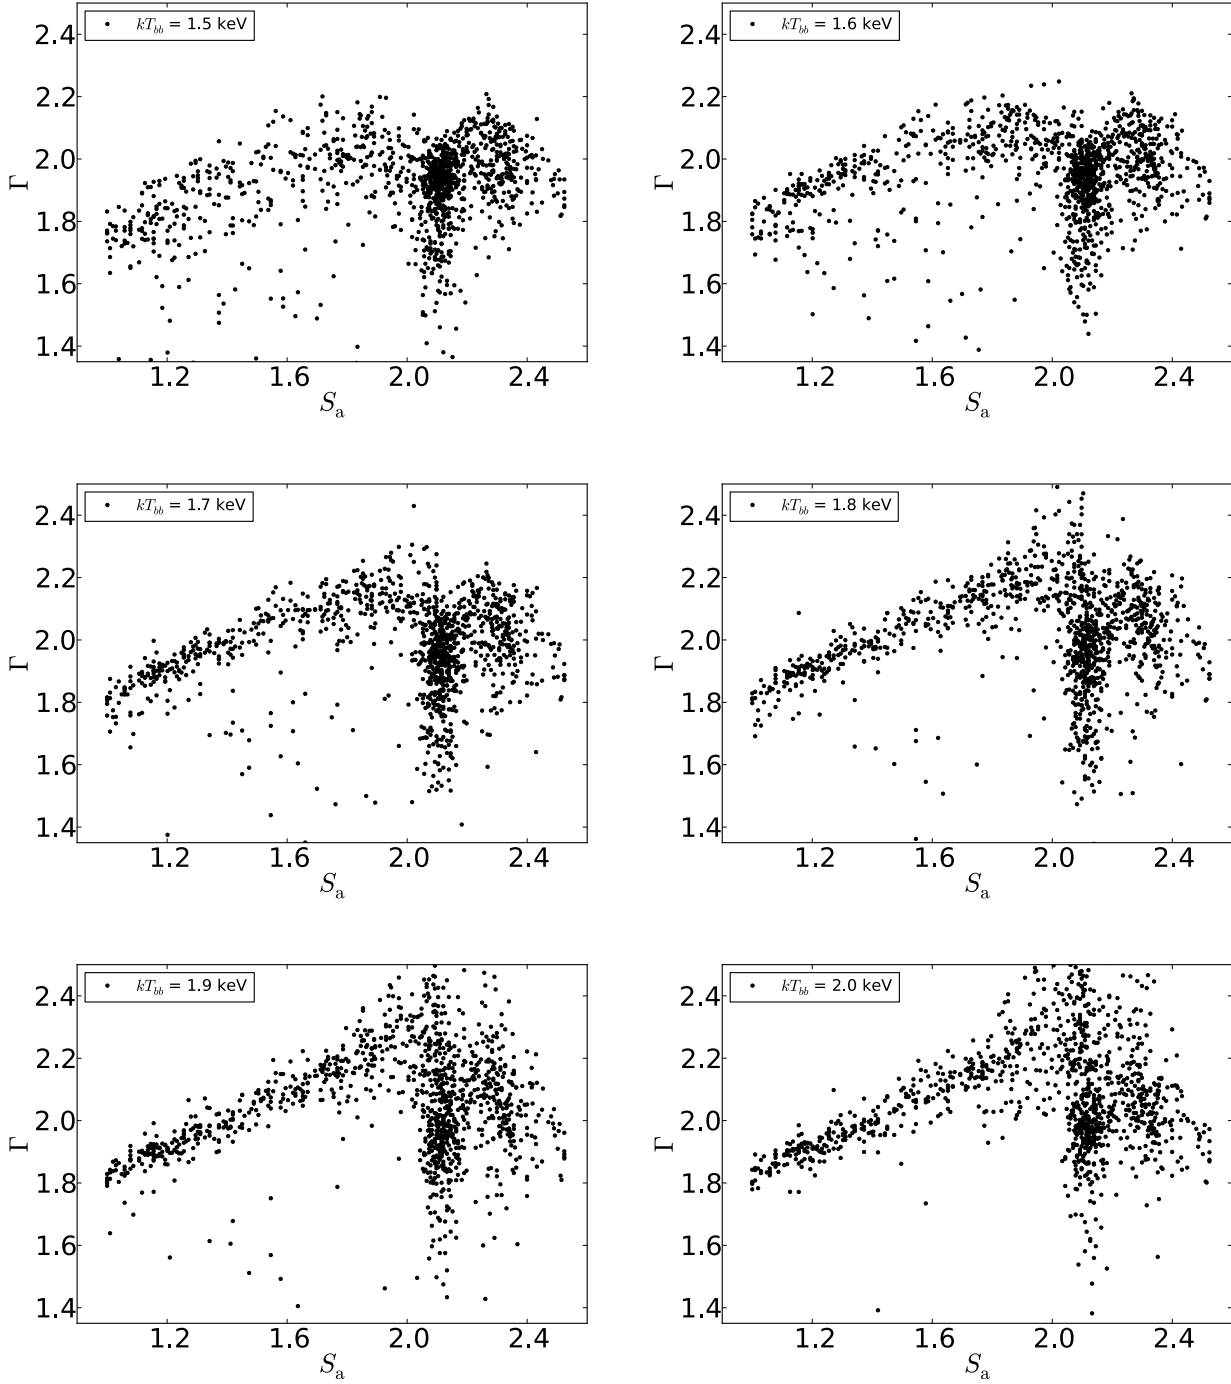 kT_bb = 1.5 keV
2.4
2.2
2.0
1.8
1.6
1.4
Γ
1.2 1.6 2.0 2.4
S_a
kT_bb = 1.6 keV
2.4
2.2
2.0
1.8
1.6
1.4
Γ
1.2 1.6 2.0 2.4
S_a
kT_bb = 1.7 keV
2.4
2.2
2.0
1.8
1.6
1.4
Γ
1.2 1.6 2.0 2.4
S_a
kT_bb = 1.8 keV
2.4
2.2
2.0
1.8
1.6
1.4
Γ
1.2 1.6 2.0 2.4
S_a
kT_bb = 1.9 keV
2.4
2.2
2.0
1.8
1.6
1.4
Γ
1.2 1.6 2.0 2.4
S_a
kT_bb = 2.0 keV
2.4
2.2
2.0
1.8
1.6
1.4
Γ
1.2 1.6 2.0 2.4
S_a